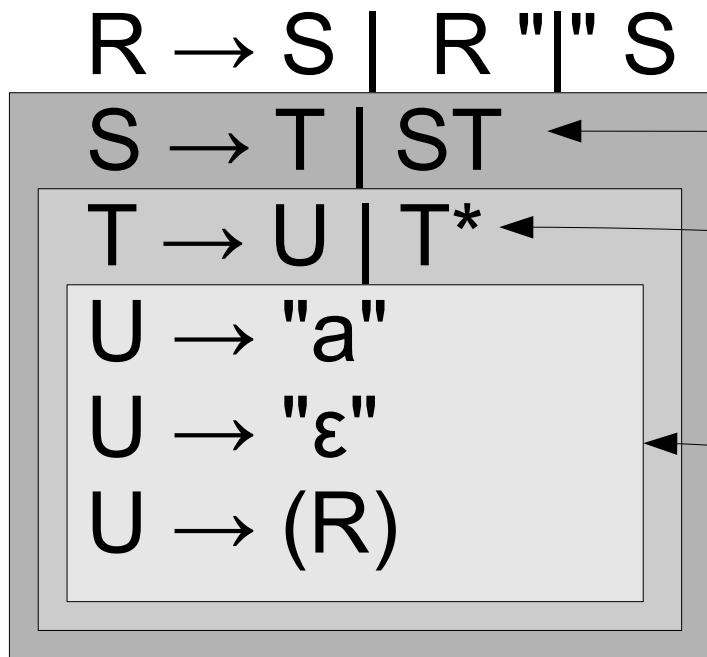 R → S | R "|" S
S → T | ST
T → U | T*
U → "a"
U → "ε"
U → (R)